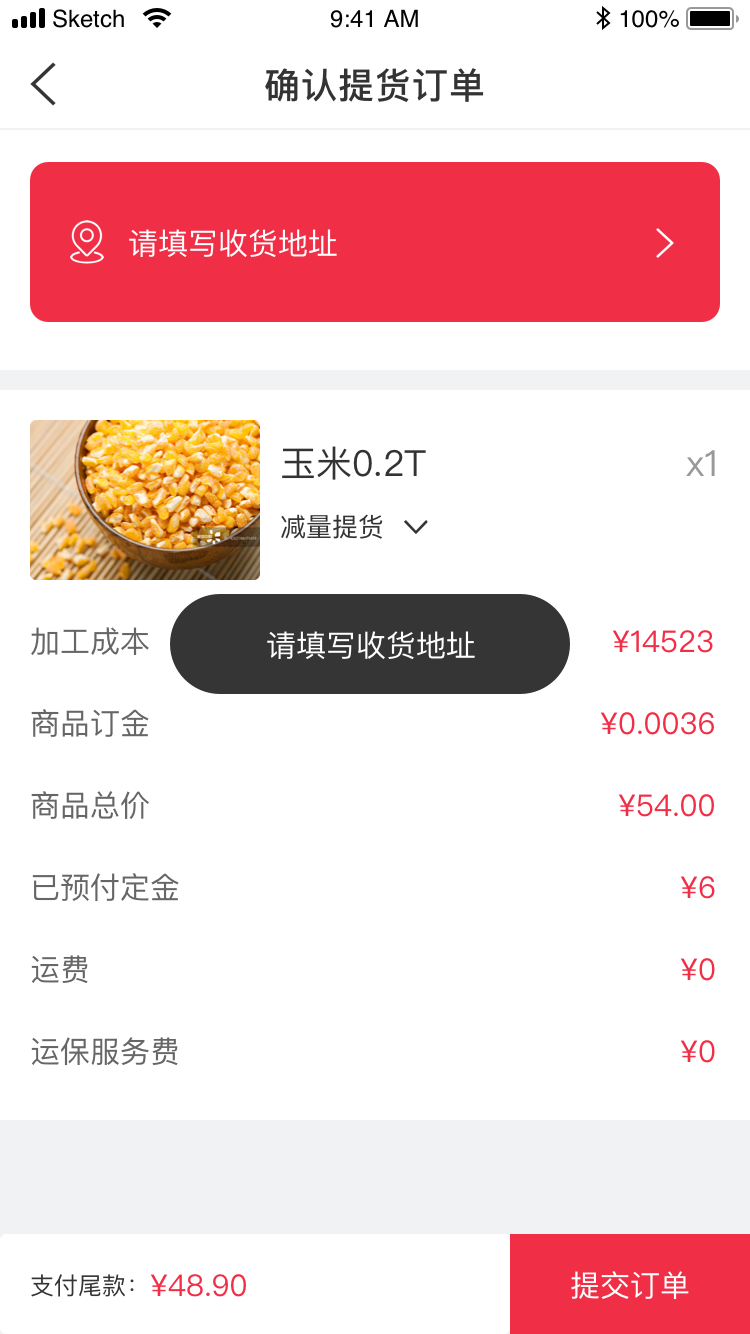 Sketch 9:41 AM 100%
确认提货订单
请填写收货地址
玉米0.2T x1
减量提货
加工成本 ¥14523
请填写收货地址
商品订金 ¥0.0036
商品总价 ¥54.00
已预付定金 ¥6
运费 ¥0
运保服务费 ¥0
支付尾款: ¥48.90
提交订单